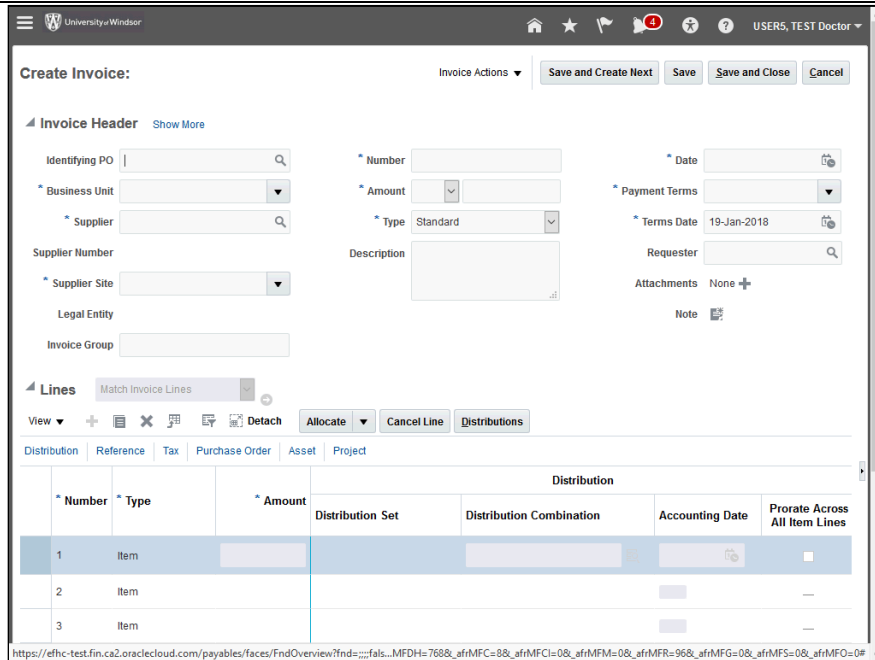 University of Windsor
4
USER5, TEST Doctor
Create Invoice:
Invoice Actions
Save and Create Next
Save
Save and Close
Cancel
Invoice Header
Show More
Identifying PO
* Number
* Date
* Business Unit
* Amount
* Payment Terms
* Supplier
* Type Standard
* Terms Date 19-Jan-2018
Supplier Number
Description
Requester
* Supplier Site
Attachments None
Legal Entity
Note
Invoice Group
Lines
Match Invoice Lines
View
Detach
Allocate
Cancel Line
Distributions
Distribution
Reference
Tax
Purchase Order
Asset
Project
Distribution
* Number
* Type
* Amount
Distribution Set
Distribution Combination
Accounting Date
Prorate Across
All Item Lines
1 Item
2 Item
3 Item
https://efhc-test.fin.ca2.oraclecloud.com/payables/faces/FndOverview?fnd=;;;;fals...MFDH=768&_afrMFC=8&_afrMFCI=0&_afrMFM=0&_afrMFR=96&_afrMFG=0&_afrMFS=0&_afrMFO=0#